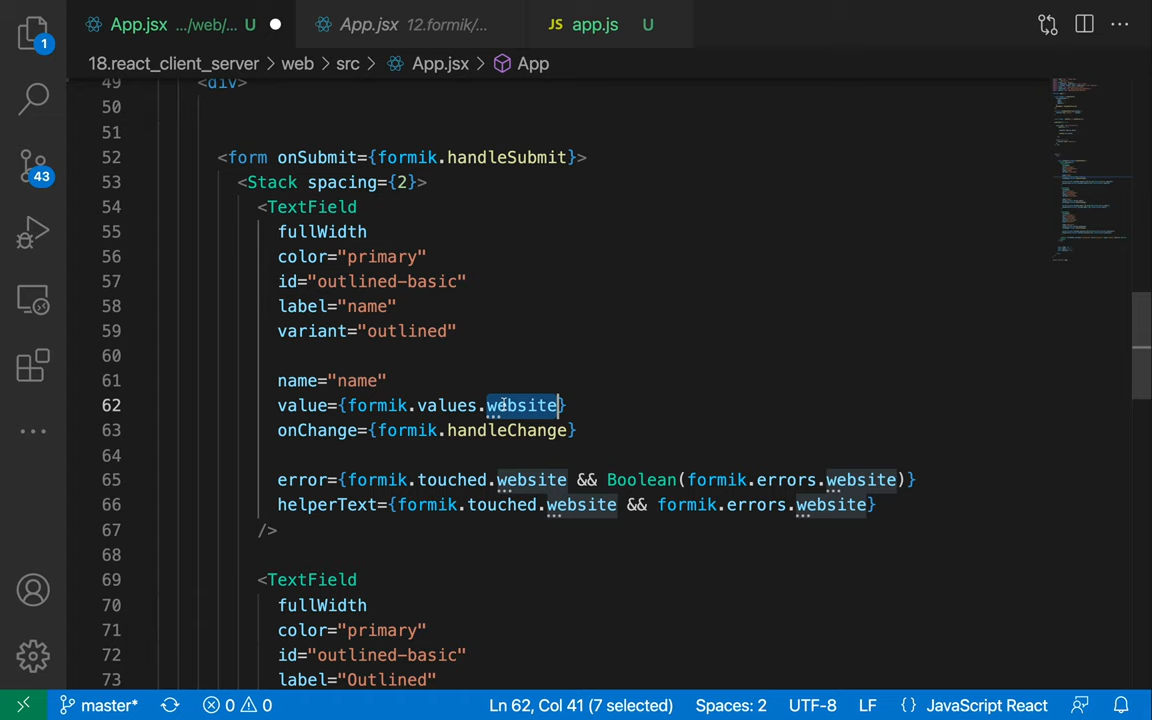 1
App.jsx .../web/... U
App.jsx 12.formik/...
JS app.js U
18.react_client_server > web > src > App.jsx > App
43
49 <div>
50
51
52 <form onSubmit={formik.handleSubmit}>
53 <Stack spacing={2}>
54 <TextField
55 fullWidth
56 color="primary"
57 id="outlined-basic"
58 label="name"
59 variant="outlined"
60
61 name="name"
62 value={formik.values.website}
63 onChange={formik.handleChange}
64
65 error={formik.touched.website && Boolean(formik.errors.website)}
66 helperText={formik.touched.website && formik.errors.website}
67 />
68
69 <TextField
70 fullWidth
71 color="primary"
72 id="outlined-basic"
73 label="Outlined"
master* 0 0 Ln 62, Col 41 (7 selected) Spaces: 2 UTF-8 LF {} JavaScript React